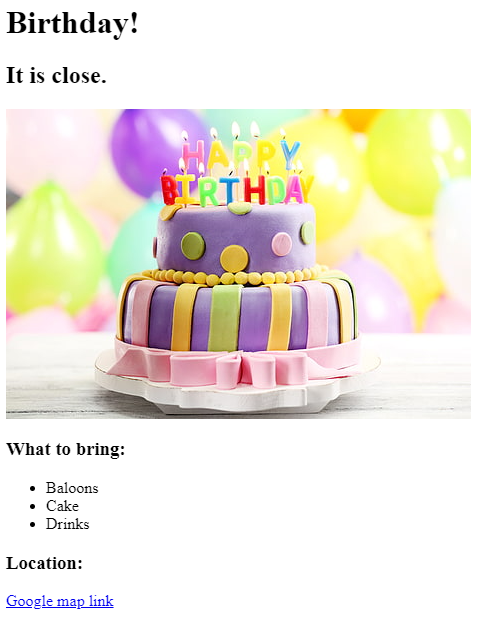 Birthday!
It is close.
HAPPY
BIRTHDAY
What to bring:
Baloons
Cake
Drinks
Location:
Google map link